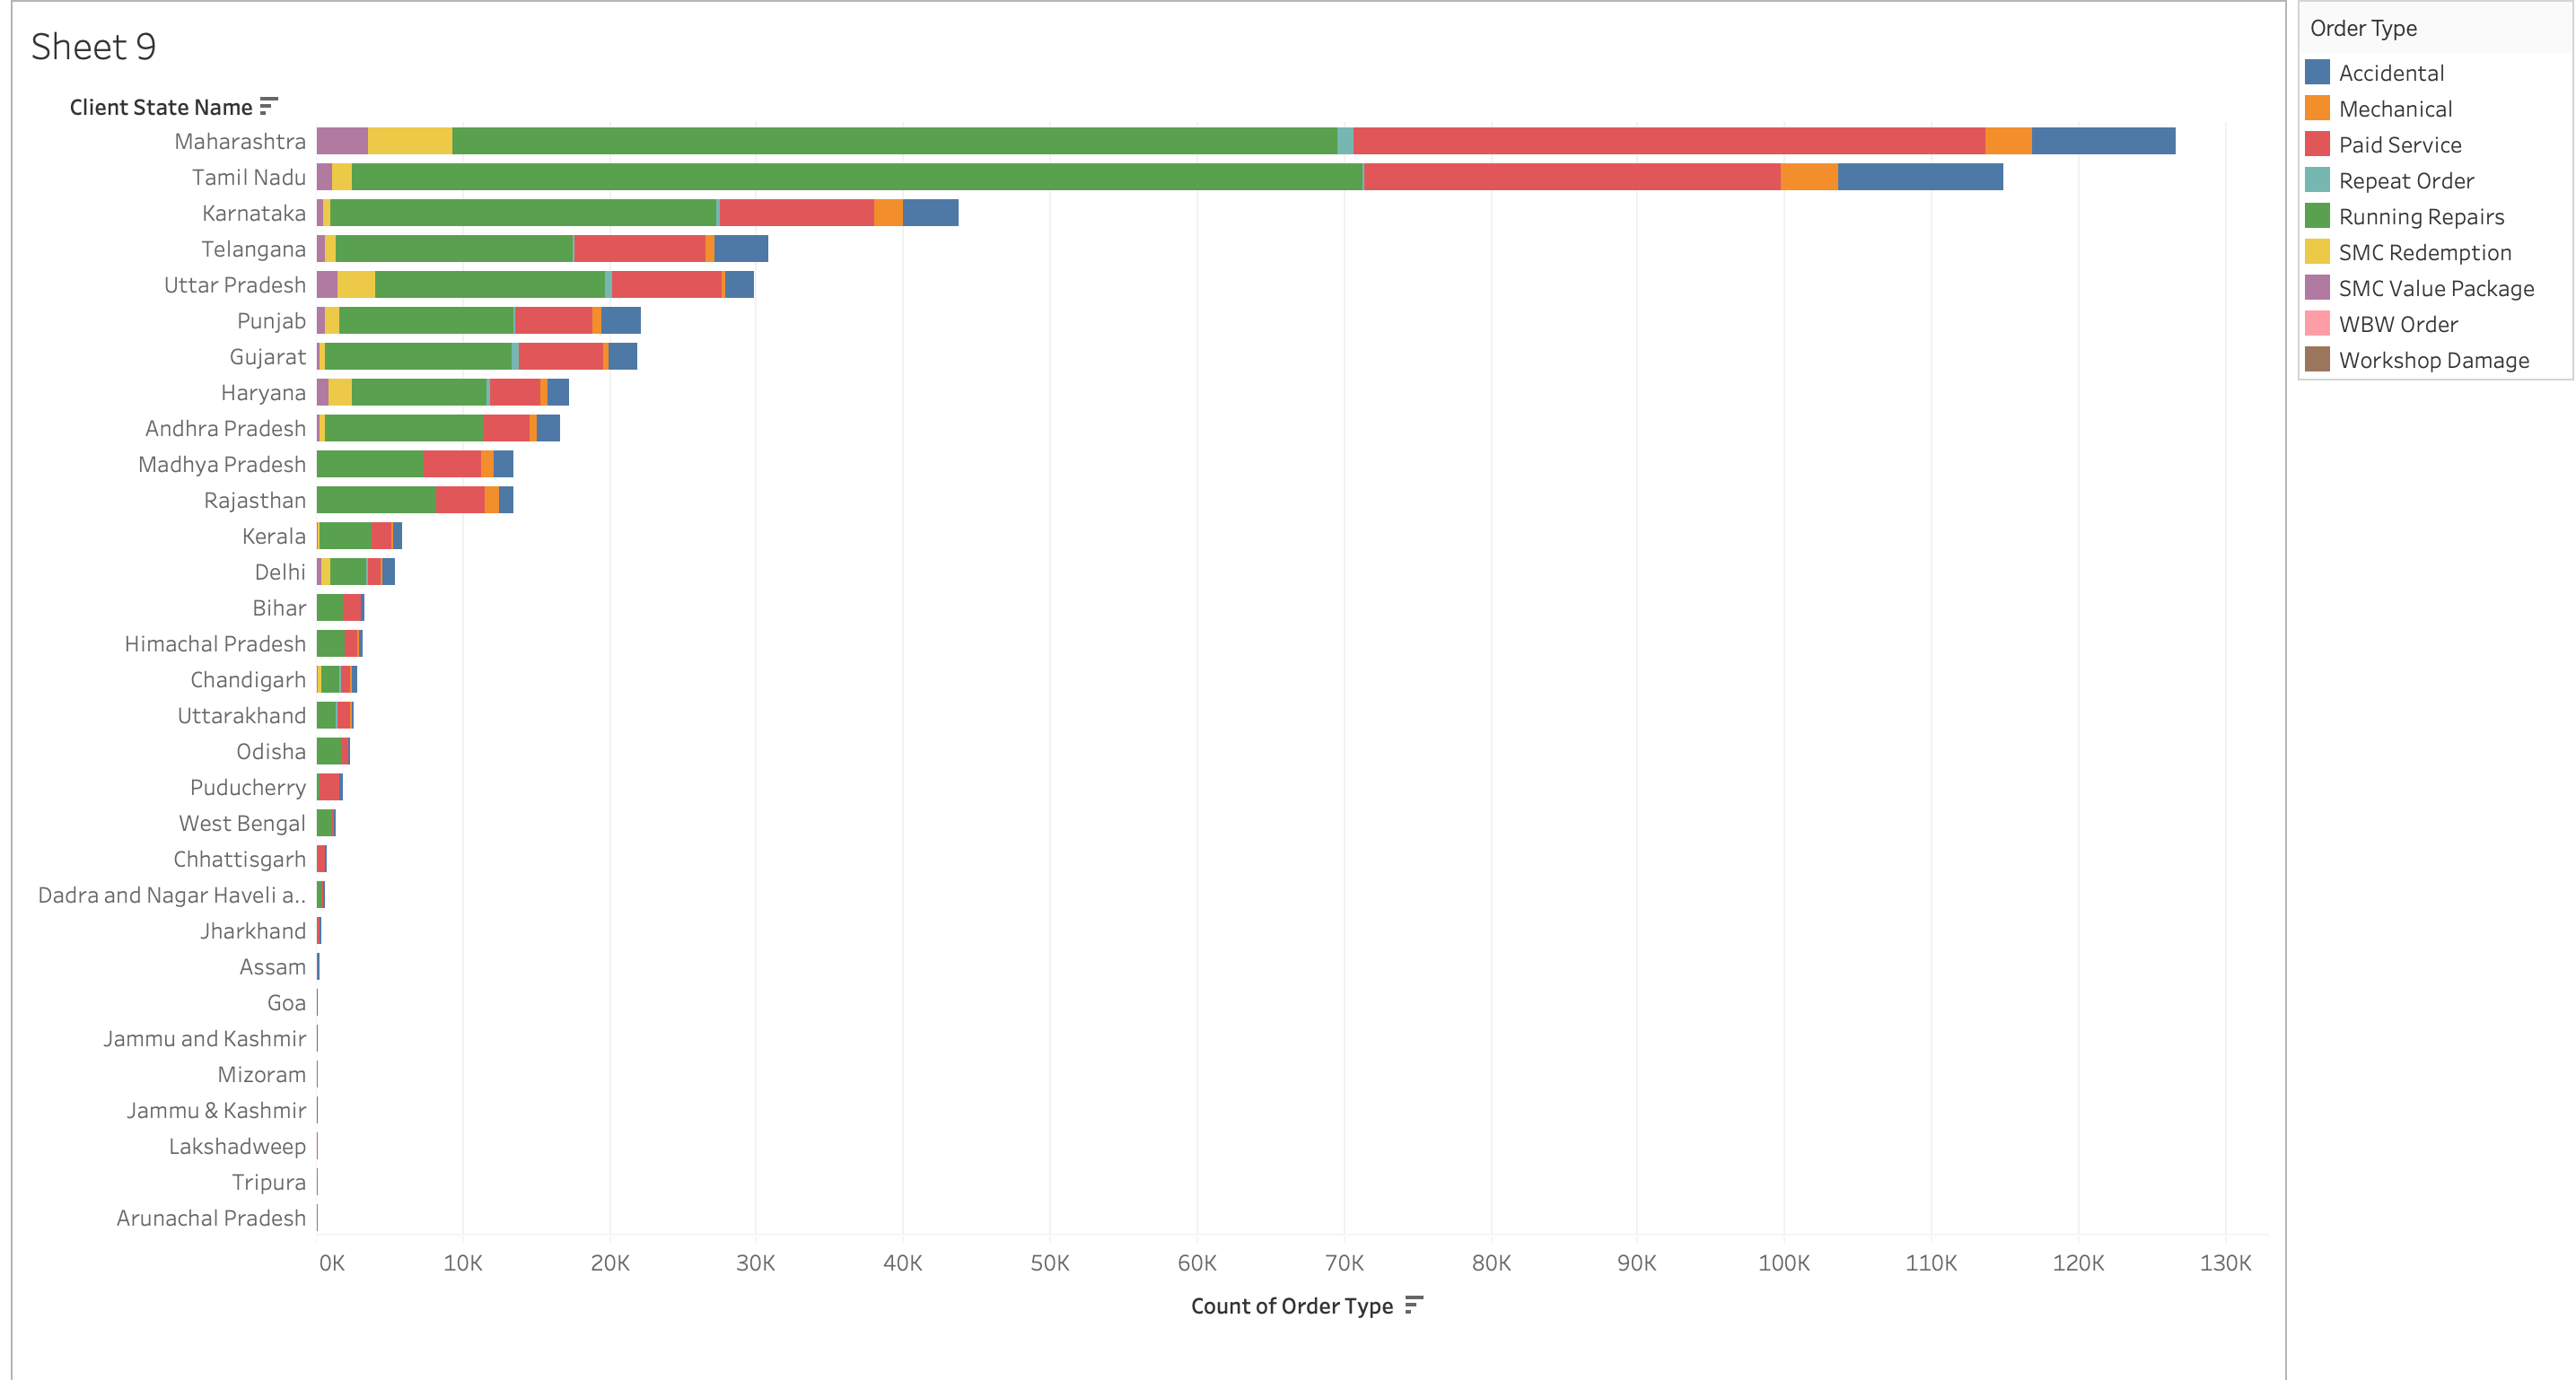 Sheet 9
Client State Name
Maharashtra
Tamil Nadu
Karnataka
Telangana
Uttar Pradesh
Punjab
Gujarat
Haryana
Andhra Pradesh
Madhya Pradesh
Rajasthan
Kerala
Delhi
Bihar
Himachal Pradesh
Chandigarh
Uttarakhand
Odisha
Puducherry
West Bengal
Chhattisgarh
Dadra and Nagar Haveli a..
Jharkhand
Assam
Goa
Jammu and Kashmir
Mizoram
Jammu & Kashmir
Lakshadweep
Tripura
Arunachal Pradesh
0K 10K 20K 30K 40K 50K 60K 70K 80K 90K 100K 110K 120K 130K
Count of Order Type
Order Type
Accidental
Mechanical
Paid Service
Repeat Order
Running Repairs
SMC Redemption
SMC Value Package
WBW Order
Workshop Damage